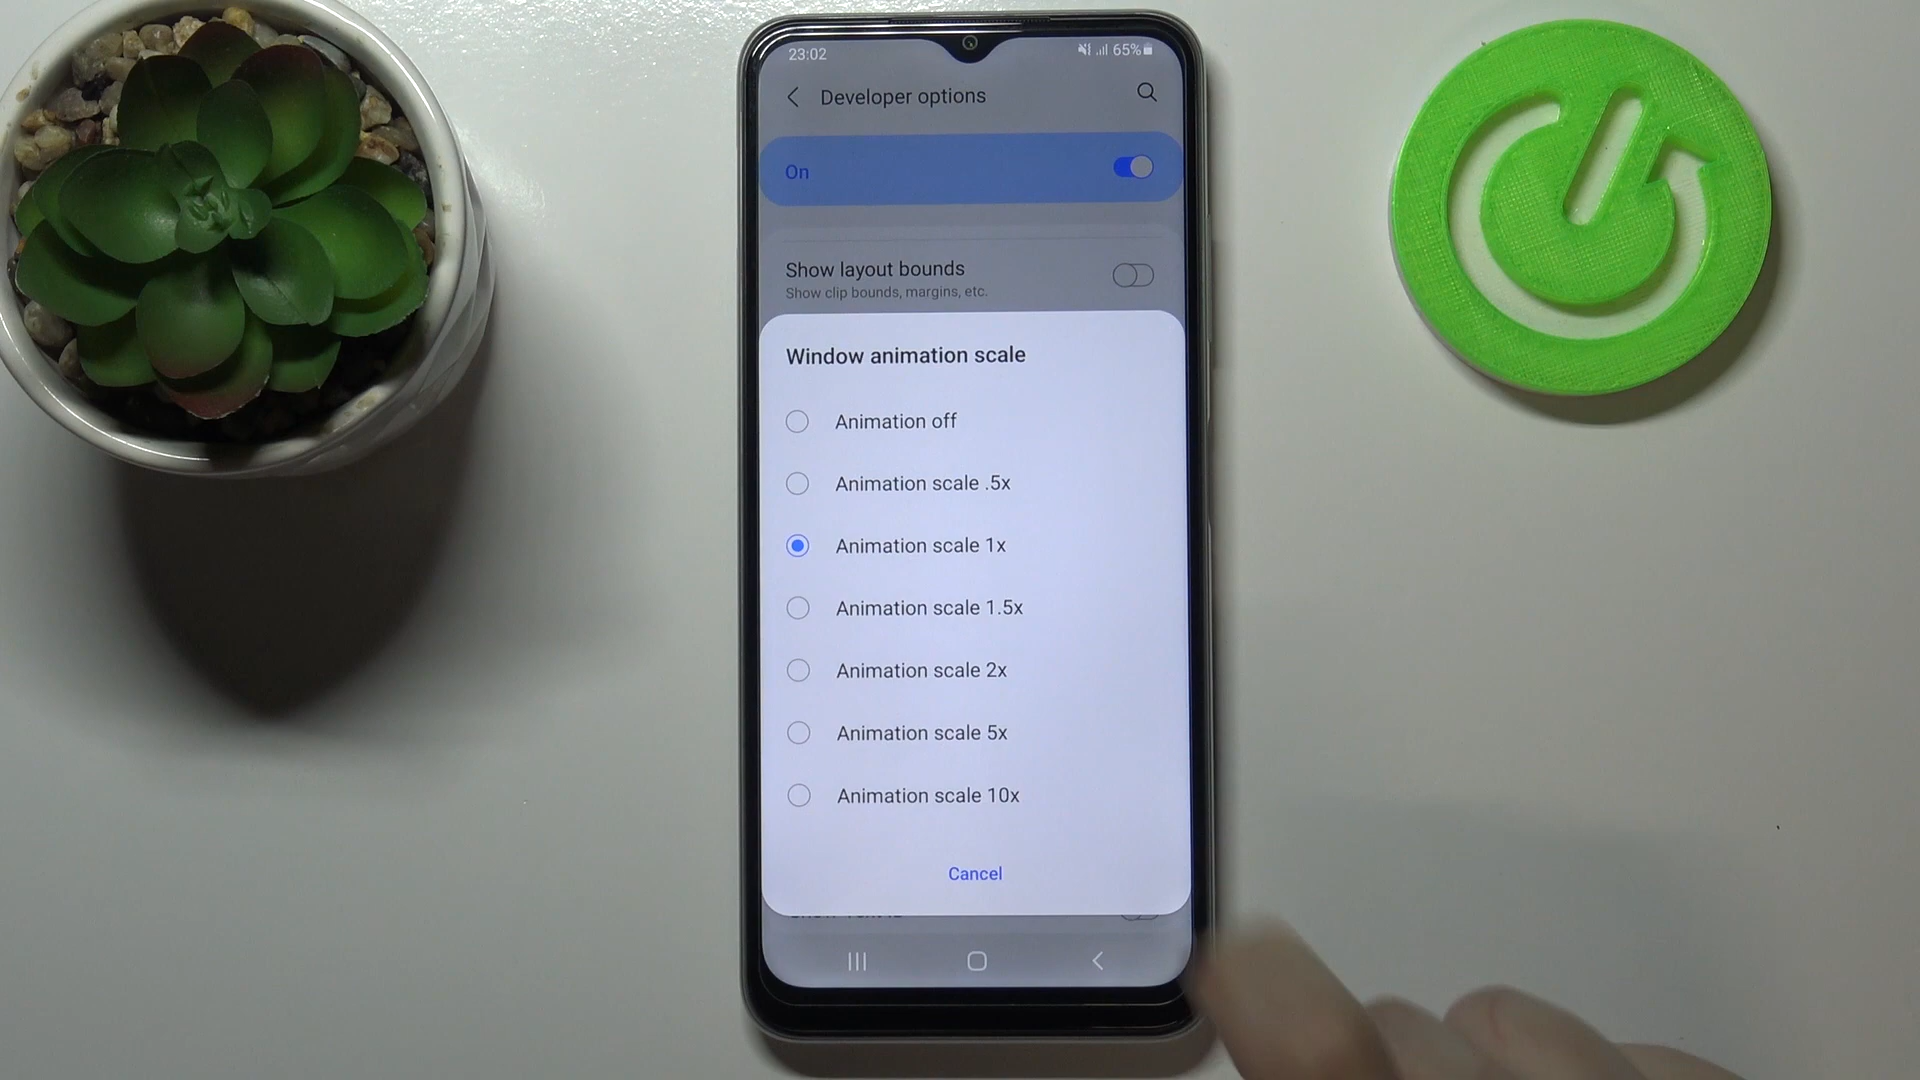 23:02 65%
Developer options
On
Show layout bounds
Show clip bounds, margins, etc.
Window animation scale
Animation off
Animation scale .5x
Animation scale 1x
Animation scale 1.5x
Animation scale 2x
Animation scale 5x
Animation scale 10x
Cancel